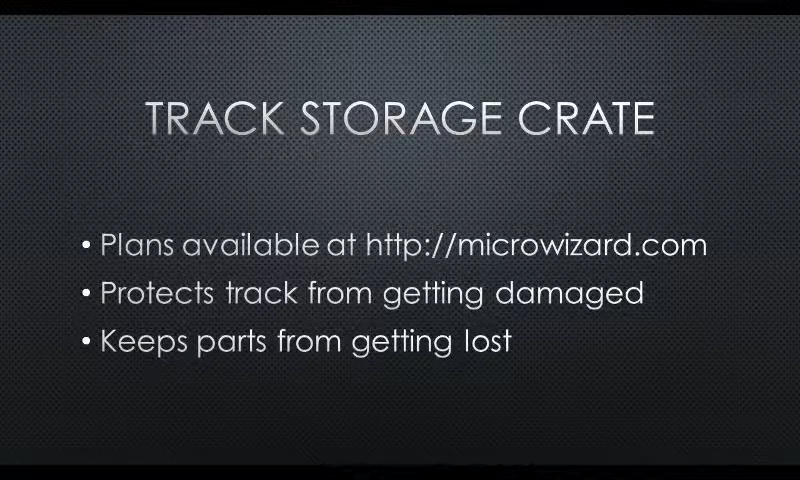 TRACK STORAGE CRATE
• Plans available at http://microwizard.com
• Protects track from getting damaged
• Keeps parts from getting lost